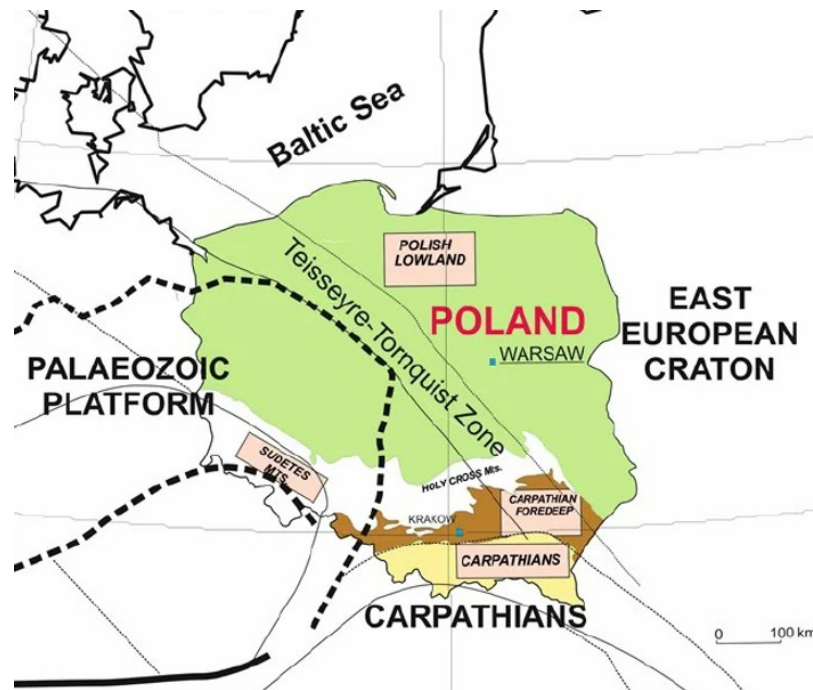 Baltic Sea
POLISH
LOWLAND
Teisseyre-Tornquist Zone
POLAND
WARSAW
EAST
EUROPEAN
CRATON
PALAEOZOIC
PLATFORM
SUDETES
MTS.
HOLY CROSS Mts.
CARPATHIAN
FOREDEEP
KRAKOW
CARPATHIANS
CARPATHIANS
0 100 km